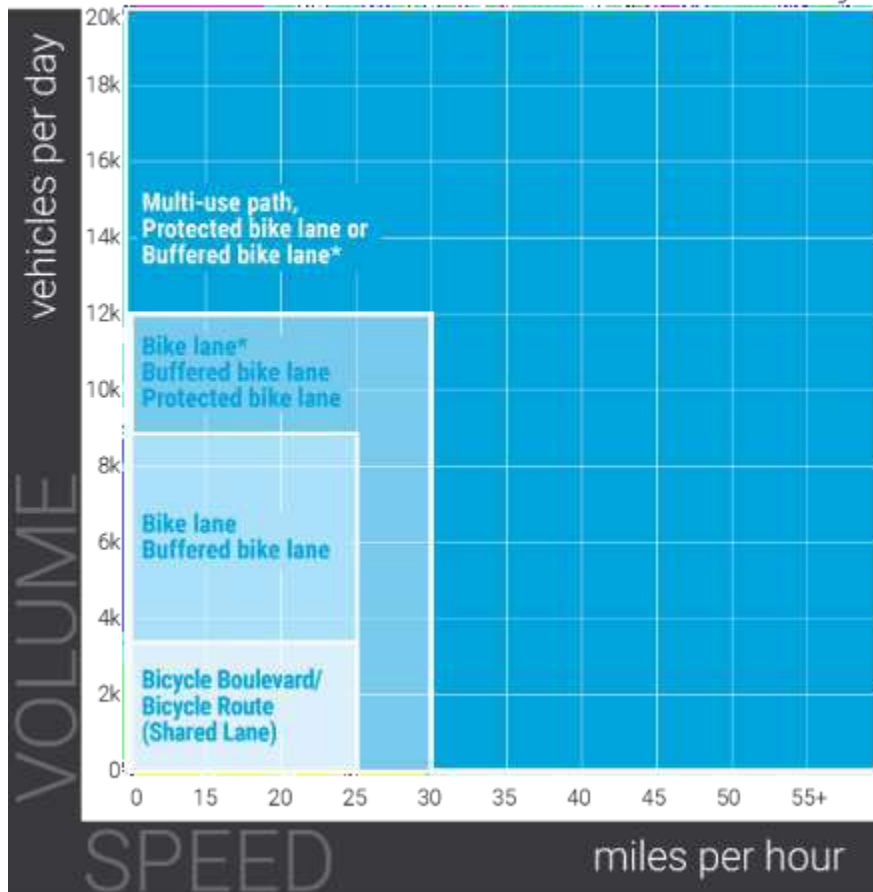 20k
vehicles per day
18k
16k
Multi-use path,
Protected bike lane or
Buffered bike lane*
14k
12k
Bike lane*
Buffered bike lane
Protected bike lane
10k
8k
Bike lane
Buffered bike lane
6k
4k
Bicycle Boulevard/
Bicycle Route
(Shared Lane)
2k
0
VOLUME
0 15 20 25 30 35 40 45 50 55+
SPEED
miles per hour